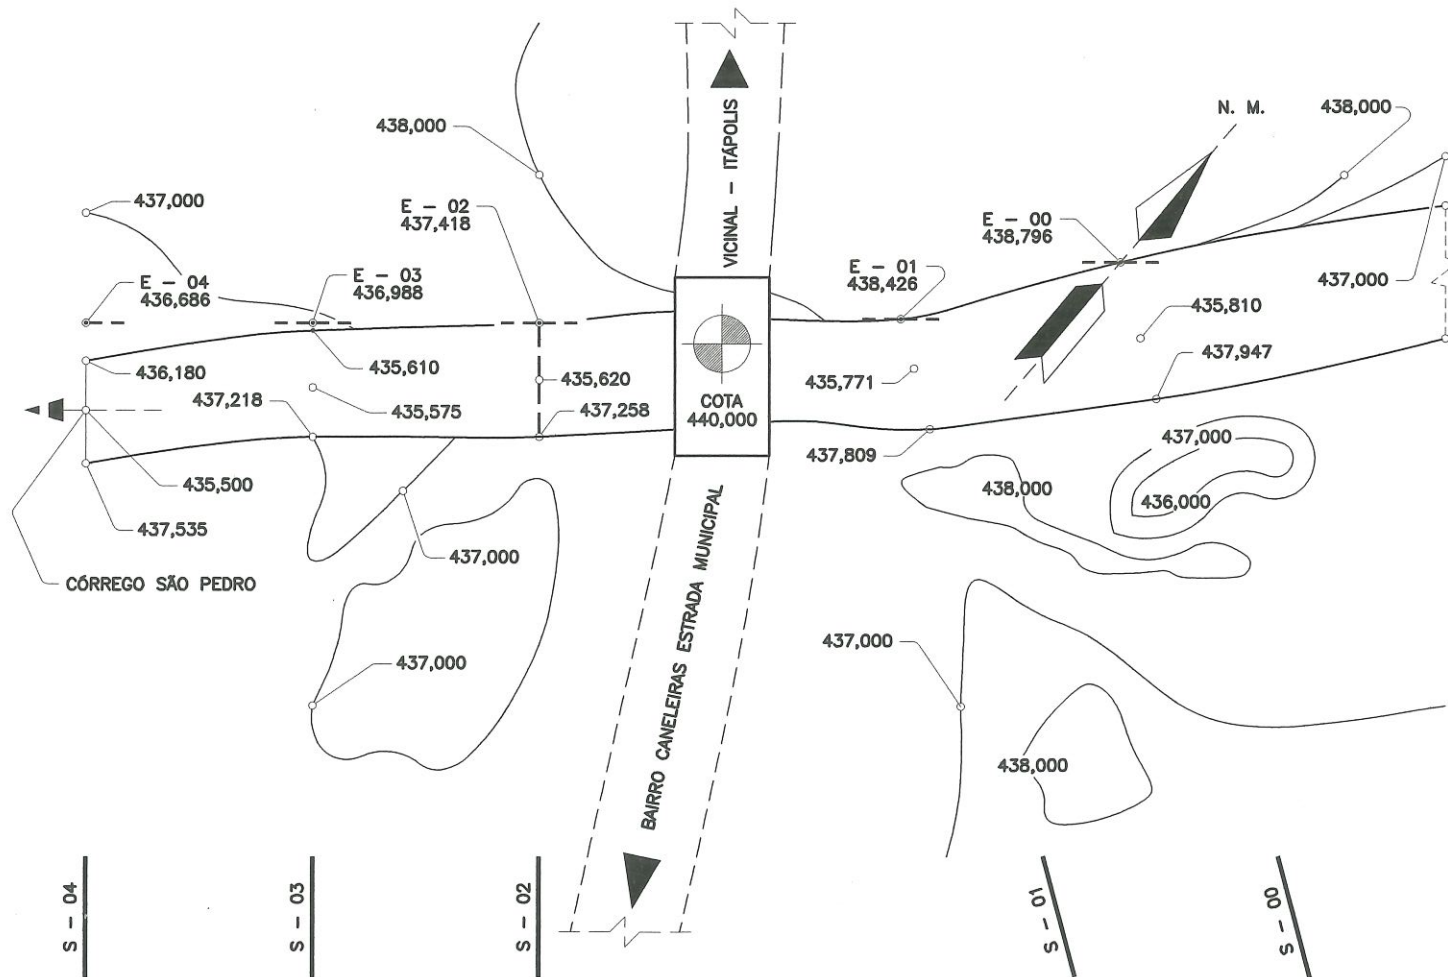 438,000
VICINAL - ITÁPOLIS
N. M.
438,000
437,000
E - 02
437,418
E - 00
438,796
E - 04
436,686
E - 03
436,988
E - 01
438,426
437,000
435,810
436,180
435,610
437,947
437,218
435,575
435,620
435,771
COTA
440,000
437,258
437,809
437,000
435,500
438,000
436,000
437,535
437,000
CÓRREGO SÃO PEDRO
BAIRRO CANELEIRAS ESTRADA MUNICIPAL
437,000
437,000
438,000
S - 04
S - 03
S - 02
S - 01
S - 00